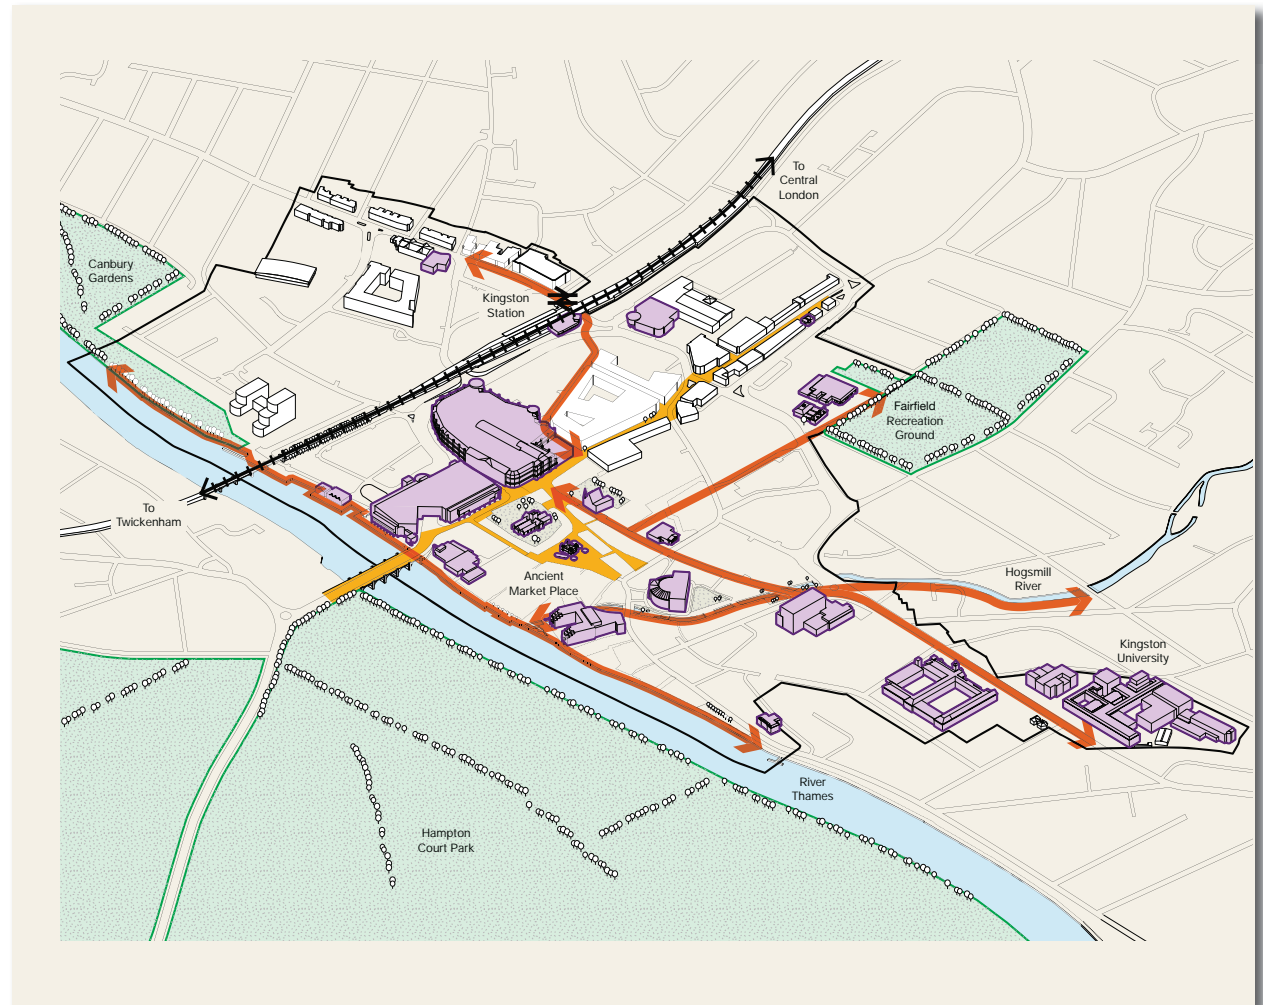 To
Central
London
Canbury
Gardens
Kingston
Station
Fairfield
Recreation
Ground
To
Twickenham
Ancient
Market Place
Hogsmill
River
Kingston
University
River
Thames
Hampton
Court Park